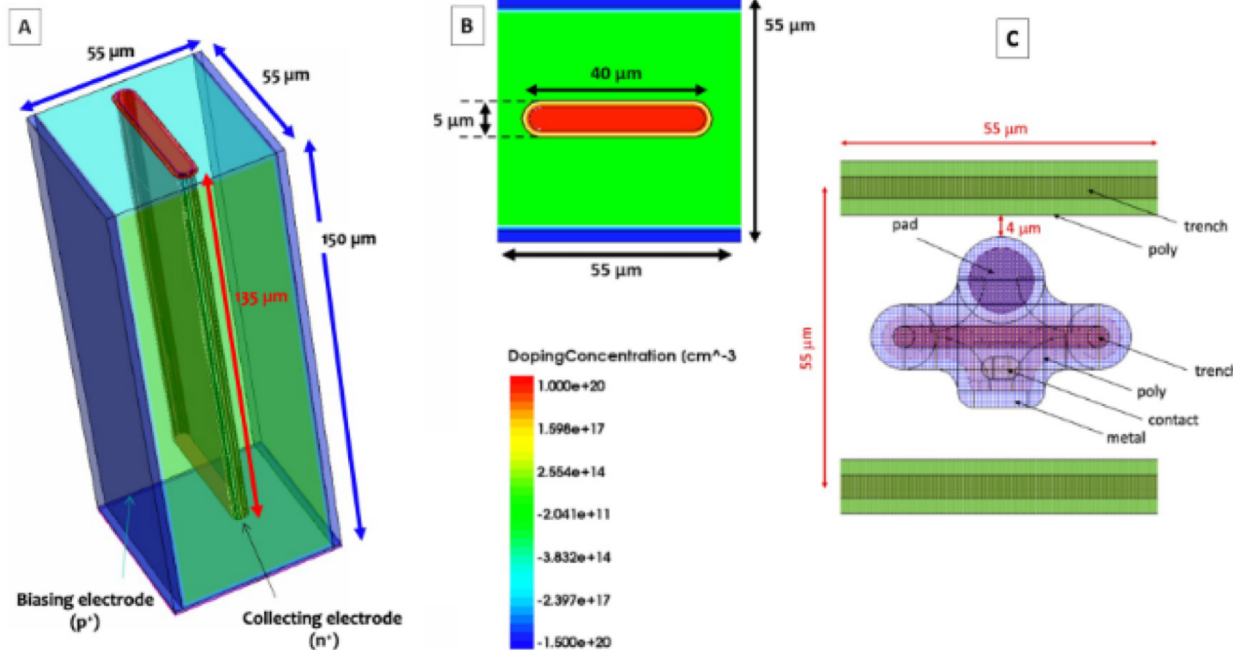 A
55 μm
55 μm
150 μm
135 μm
Biasing electrode
(p⁺)
Collecting electrode
(n⁺)
B
40 μm
5 μm
55 μm
55 μm
DopingConcentration (cm^-3
1.000e+20
1.598e+17
2.554e+14
-2.041e+11
-3.832e+14
-2.397e+17
-1.500e+20
C
55 μm
trench
4 μm
pad
poly
55 μm
trench
poly
contact
metal